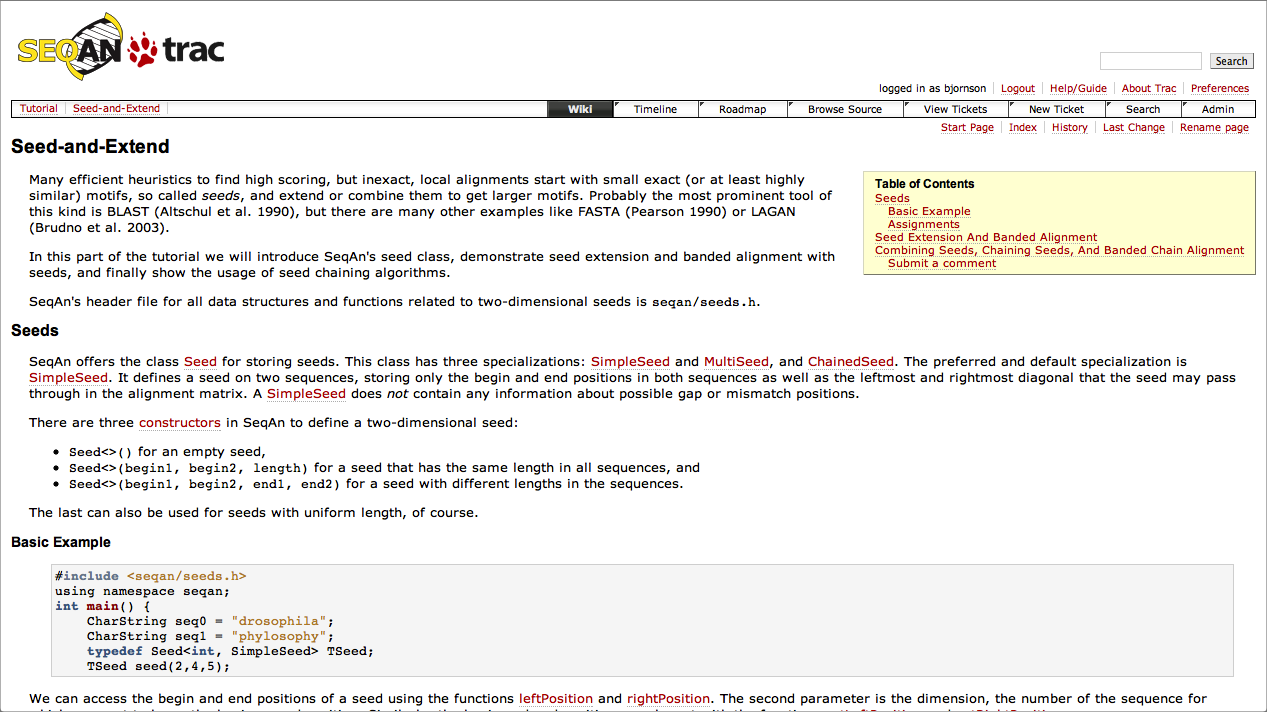 SEQAN trac
Search
logged in as bjornson Logout Help/Guide About Trac Preferences
Tutorial Seed-and-Extend Wiki Timeline Roadmap Browse Source View Tickets New Ticket Search Admin
Start Page Index History Last Change Rename page
Seed-and-Extend
Many efficient heuristics to find high scoring, but inexact, local alignments start with small exact (or at least highly
similar) motifs, so called seeds, and extend or combine them to get larger motifs. Probably the most prominent tool of
this kind is BLAST (Altschul et al. 1990), but there are many other examples like FASTA (Pearson 1990) or LAGAN
(Brudno et al. 2003).
In this part of the tutorial we will introduce SeqAn's seed class, demonstrate seed extension and banded alignment with
seeds, and finally show the usage of seed chaining algorithms.
SeqAn's header file for all data structures and functions related to two-dimensional seeds is seqan/seeds.h.
Table of Contents
Seeds
Basic Example
Assignments
Seed Extension And Banded Alignment
Combining Seeds, Chaining Seeds, And Banded Chain Alignment
Submit a comment
Seeds
SeqAn offers the class Seed for storing seeds. This class has three specializations: SimpleSeed and MultiSeed, and ChainedSeed. The preferred and default specialization is
SimpleSeed. It defines a seed on two sequences, storing only the begin and end positions in both sequences as well as the leftmost and rightmost diagonal that the seed may pass
through in the alignment matrix. A SimpleSeed does not contain any information about possible gap or mismatch positions.
There are three constructors in SeqAn to define a two-dimensional seed:
• Seed<>() for an empty seed,
• Seed<>(begin1, begin2, length) for a seed that has the same length in all sequences, and
• Seed<>(begin1, begin2, end1, end2) for a seed with different lengths in the sequences.
The last can also be used for seeds with uniform length, of course.
Basic Example
#include <seqan/seeds.h>
using namespace seqan;
int main() {
CharString seq0 = "drosophila";
CharString seq1 = "phylosophy";
typedef Seed<int, SimpleSeed> TSeed;
TSeed seed(2,4,5);
We can access the begin and end positions of a seed using the functions leftPosition and rightPosition. The second parameter is the dimension, the number of the sequence for